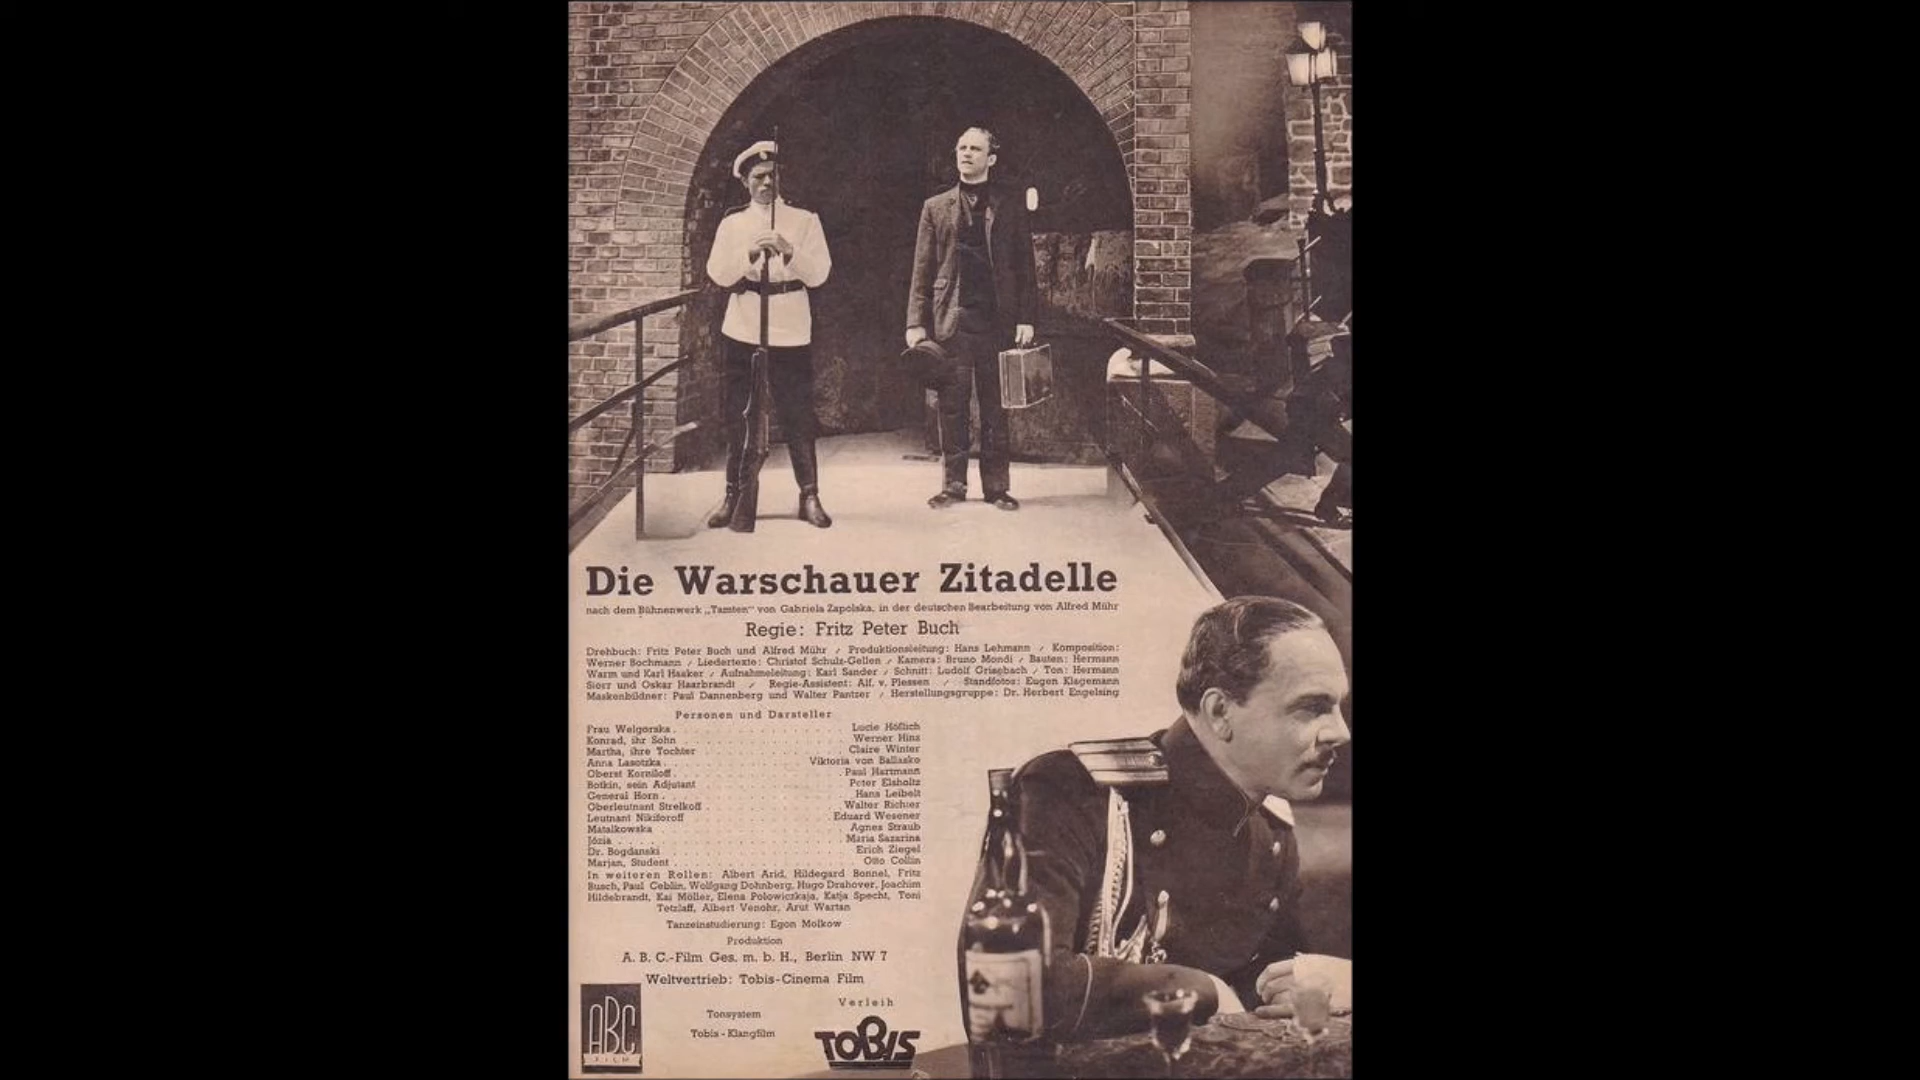 Die Warschauer Zitadelle
nach dem Bühnenwerk „Tamten" von Gabriela Zapolska, in der deutschen Bearbeitung von Alfred Mühr
Regie: Fritz Peter Buch
Drehbuch: Fritz Peter Buch und Alfred Mühr / Produktionsleitung: Hans Lehmann / Komposition:
Werner Bochmann / Liedertexte: Christof Schulz-Gellen / Kamera: Bruno Mondi / Bauten: Hermann
Warm und Karl Haaker / Aufnahmeleitung: Karl Sander / Schnitt: Ludolf Grisebach / Ton: Hermann
Storr und Oskar Haarbrandt / Regie-Assistent: Alf. v. Plessen / Standfotos: Eugen Klagemann
Maskenbildner: Paul Dannenberg und Walter Pantzer / Herstellungsgruppe: Dr. Herbert Engelsing
Personen und Darsteller
Frau Welgorska . . . Lucie Höflich
Konrad, ihr Sohn . . . Werner Hinz
Martha, ihre Tochter . . . Claire Winter
Anna Lasotzka . . . Viktoria von Ballasko
Oberst Korniloff . . . Paul Hartmann
Botkin, sein Adjutant . . . Peter Elsholtz
General Horn . . . Hans Leibelt
Oberleutnant Strelkoff . . . Walter Richter
Leutnant Nikiforoff . . . Eduard Wesener
Matalkowska . . . Agnes Straub
Józia . . . Maria Sazarina
Dr. Bogdanski . . . Erich Ziegel
Marjan, Student . . . Otto Collin
In weiteren Rollen: Albert Arid, Hildegard Bonnel, Fritz
Busch, Paul Ceblin, Wolfgang Dohnberg, Hugo Drahover, Joachim
Hildebrandt, Kai Möller, Elena Polowiczkaja, Katja Specht, Toni
Tetzlaff, Albert Venohr, Arut Wartan
Tanzeinstudierung: Egon Molkow
Produktion
A. B. C.-Film Ges. m. b. H., Berlin NW 7
Weltvertrieb: Tobis-Cinema Film
Verleih
Tonsystem
Tobis - Klangfilm
ABC
FILM
TOBIS